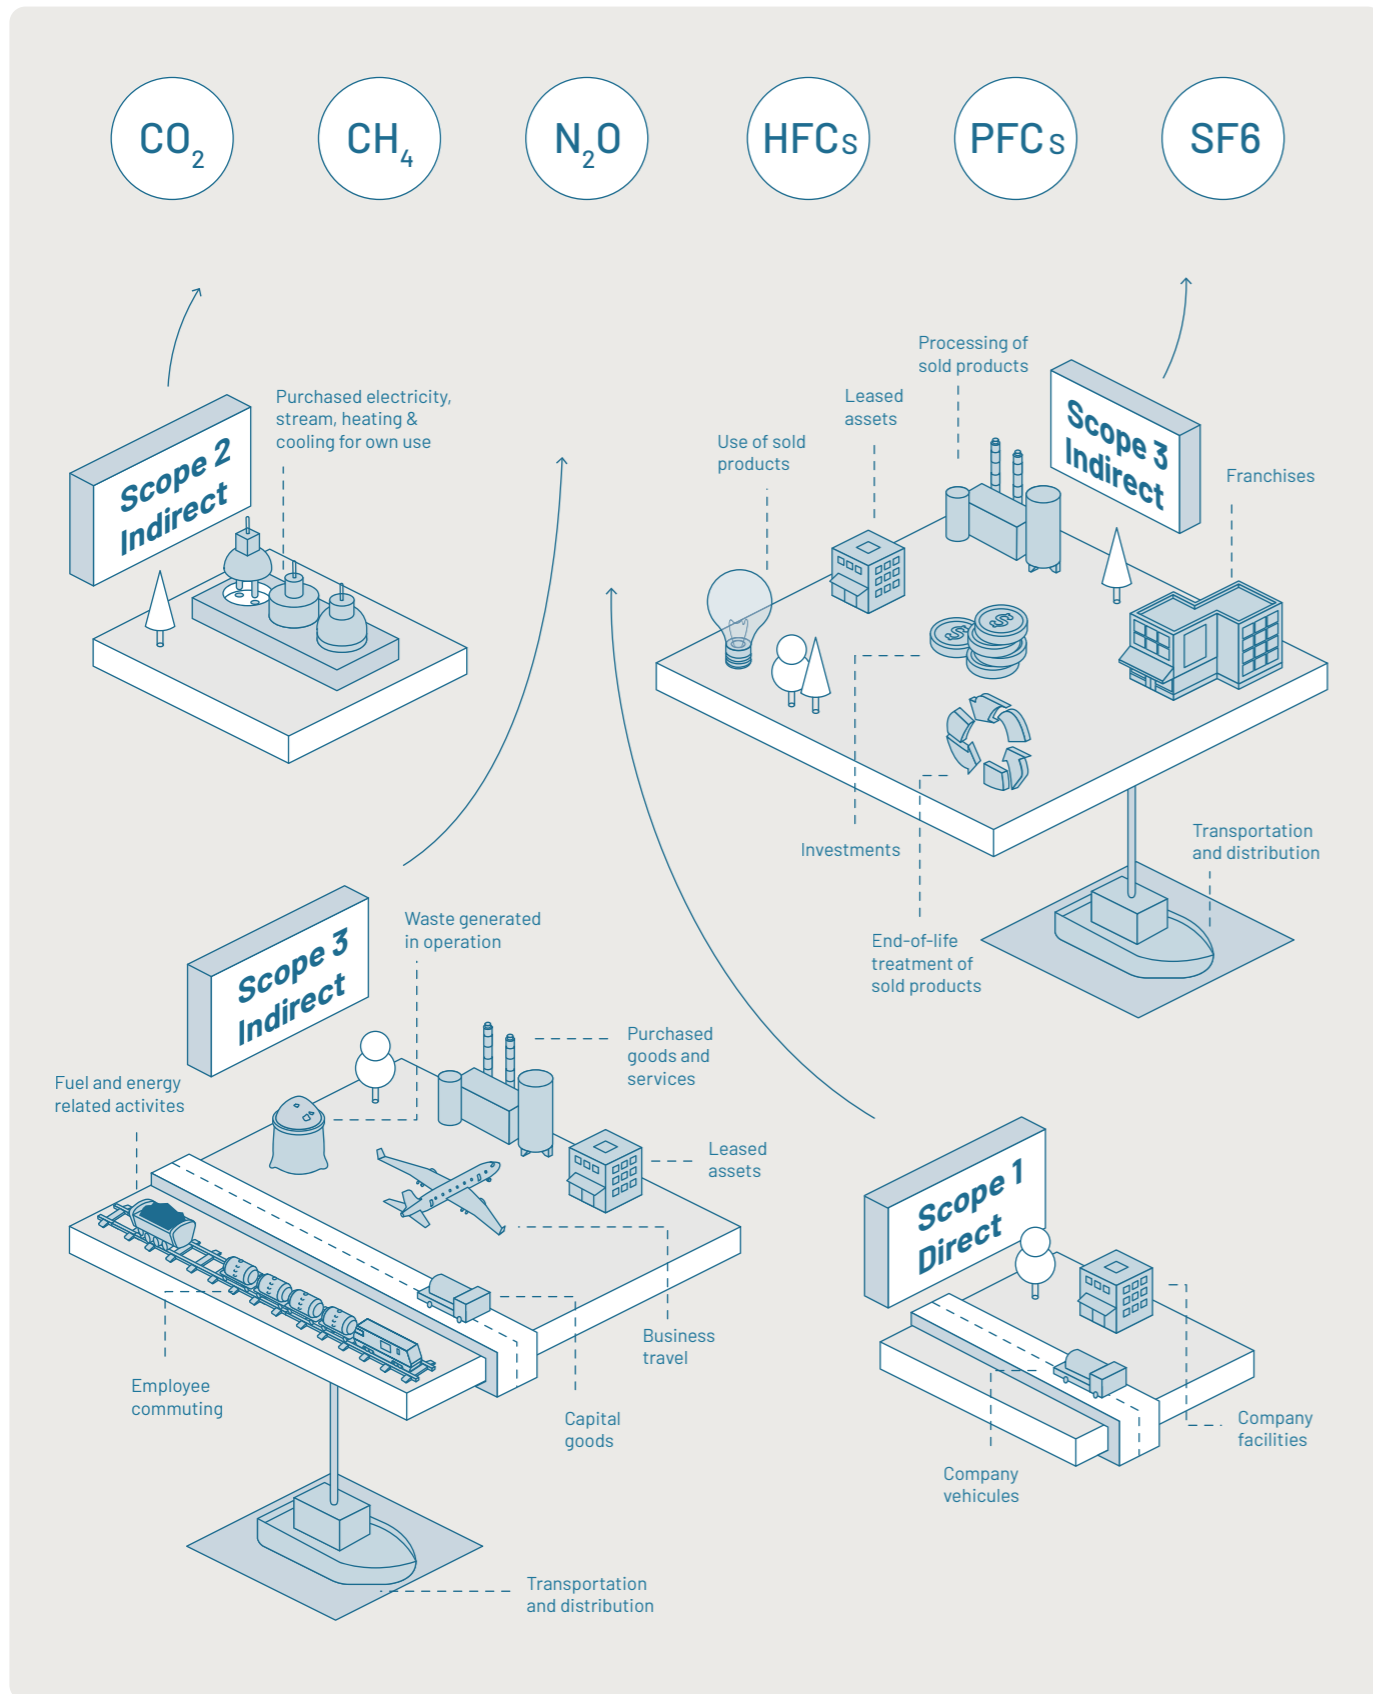 CO2
CH4
N2O
HFCs
PFCs
SF6
Scope 2
Indirect
Purchased electricity,
stream, heating &
cooling for own use
Processing of
sold products
Leased
assets
Use of sold
products
Scope 3
Indirect
Franchises
Investments
End-of-life
treatment of
sold products
Transportation
and distribution
Scope 3
Indirect
Waste generated
in operation
Fuel and energy
related activites
Purchased
goods and
services
Leased
assets
Business
travel
Capital
goods
Employee
commuting
Transportation
and distribution
Scope 1
Direct
Company
facilities
Company
vehicules